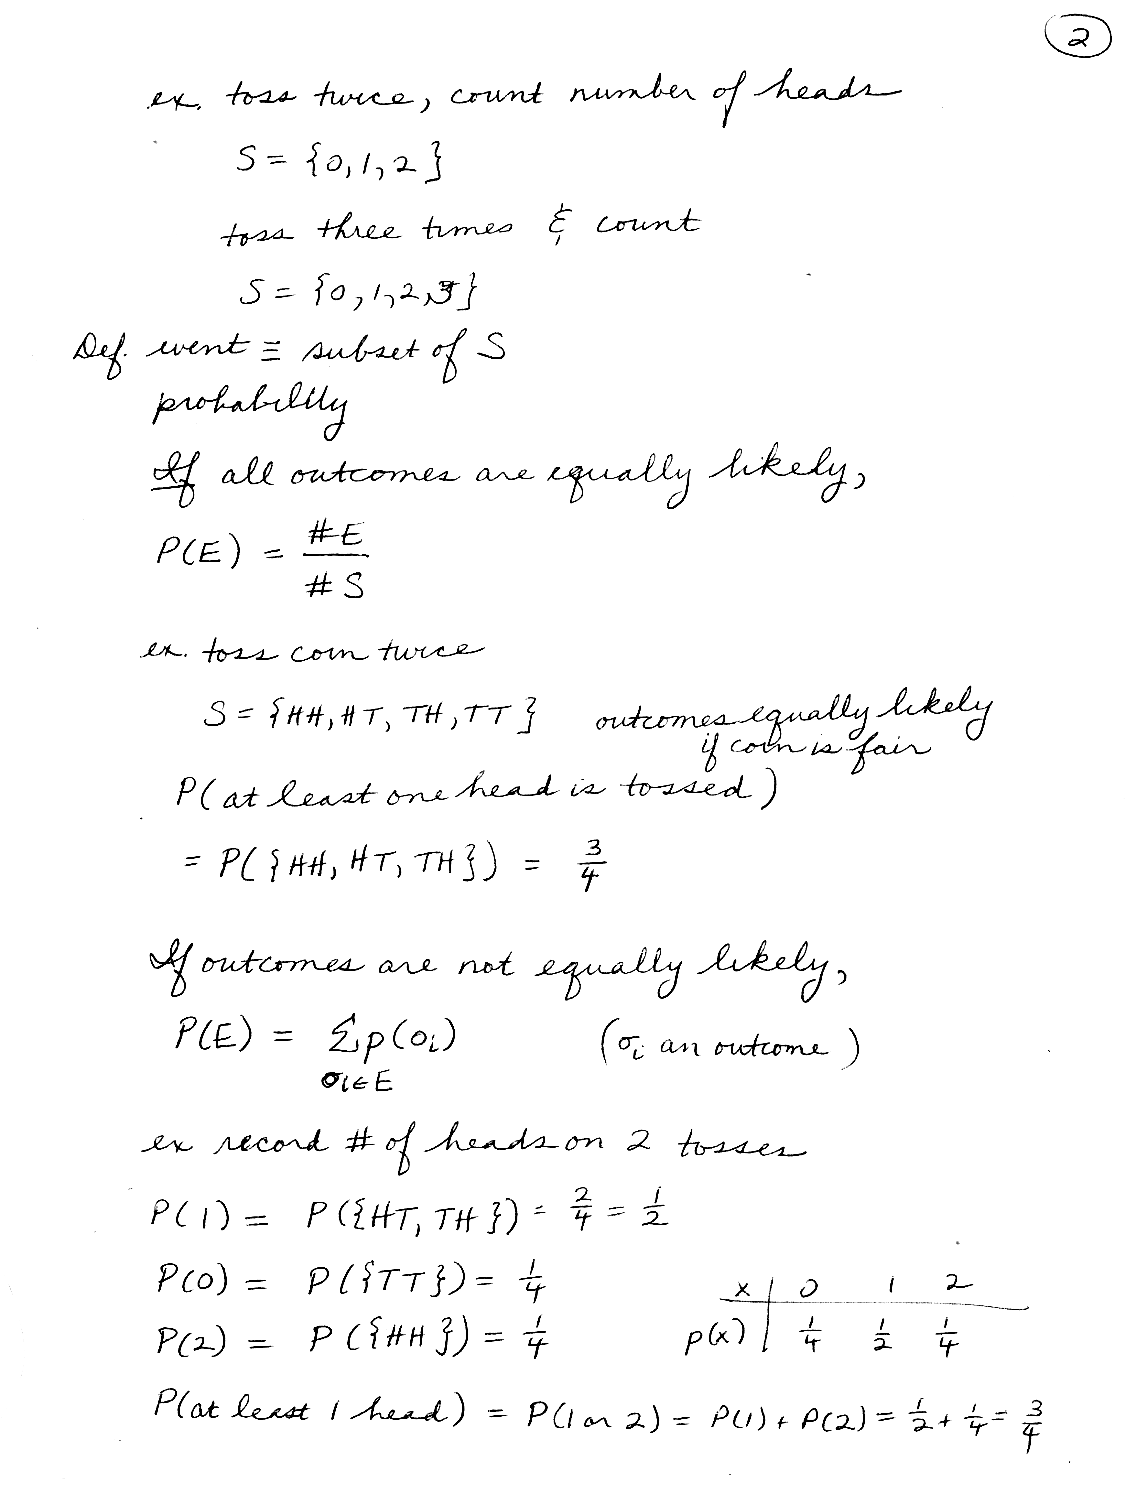 2
ex. toss twice, count number of heads
S = {0, 1, 2}
toss three times & count
S = {0, 1, 2, 3}
Def. event ≡ subset of S
probability
If all outcomes are equally likely,
P(E) = #E / #S
ex. toss coin twice
S = {HH, HT, TH, TT} outcomes equally likely
if coin is fair
P(at least one head is tossed)
= P({HH, HT, TH}) = 3/4
If outcomes are not equally likely,
P(E) = Σ p(oi) (oi an outcome)
oi ∈ E
ex record # of heads on 2 tosses
P(1) = P({HT, TH}) = 2/4 = 1/2
P(0) = P({TT}) = 1/4
x | 0 1 2
P(2) = P({HH}) = 1/4
p(x) | 1/4 1/2 1/4
P(at least 1 head) = P(1 or 2) = P(1) + P(2) = 1/2 + 1/4 = 3/4